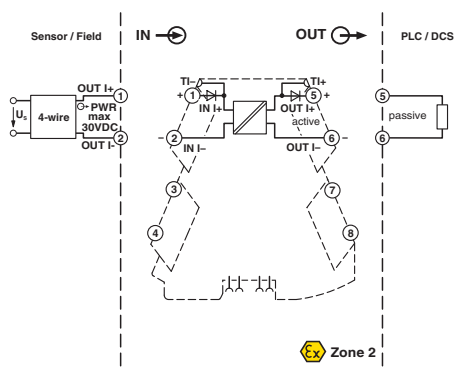 Sensor / Field
IN
OUT
PLC / DCS
OUT I+
1
PWR
max
30VDC
4-wire
Us
2
OUT I-
TI–
1
+
IN I+
2
–
IN I–
3
4
TI+
5
+
OUT I+
active
6
–
OUT I–
7
8
5
passive
6
Ex Zone 2